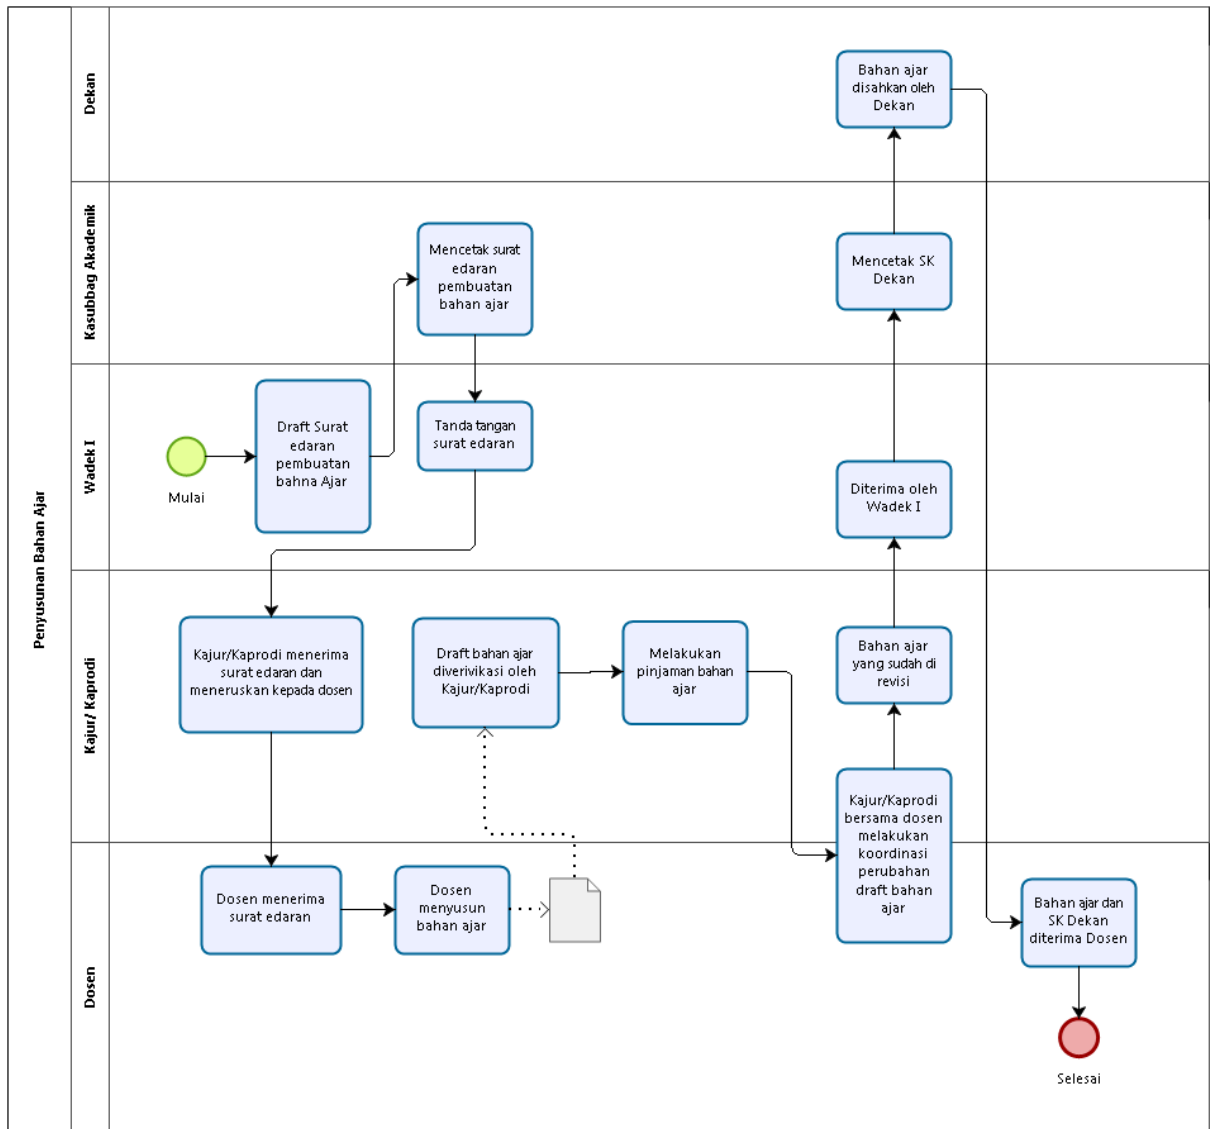 Penyusunan Bahan Ajar
Dekan
Bahan ajar
disahkan oleh
Dekan
Kasubbag Akademik
Mencetak surat
edaran
pembuatan
bahan ajar
Mencetak SK
Dekan
Wadek I
Mulai
Draft Surat
edaran
pembuatan
bahna Ajar
Tanda tangan
surat edaran
Diterima oleh
Wadek I
Kajur/ Kaprodi
Kajur/Kaprodi menerima
surat edaran dan
meneruskan kepada dosen
Draft bahan ajar
diverivikasi oleh
Kajur/Kaprodi
Melakukan
pinjaman bahan
ajar
Bahan ajar
yang sudah di
revisi
Kajur/Kaprodi
bersama dosen
melakukan
koordinasi
perubahan
draft bahan
ajar
Dosen
Dosen menerima
surat edaran
Dosen
menyusun
bahan ajar
Bahan ajar dan
SK Dekan
diterima Dosen
Selesai